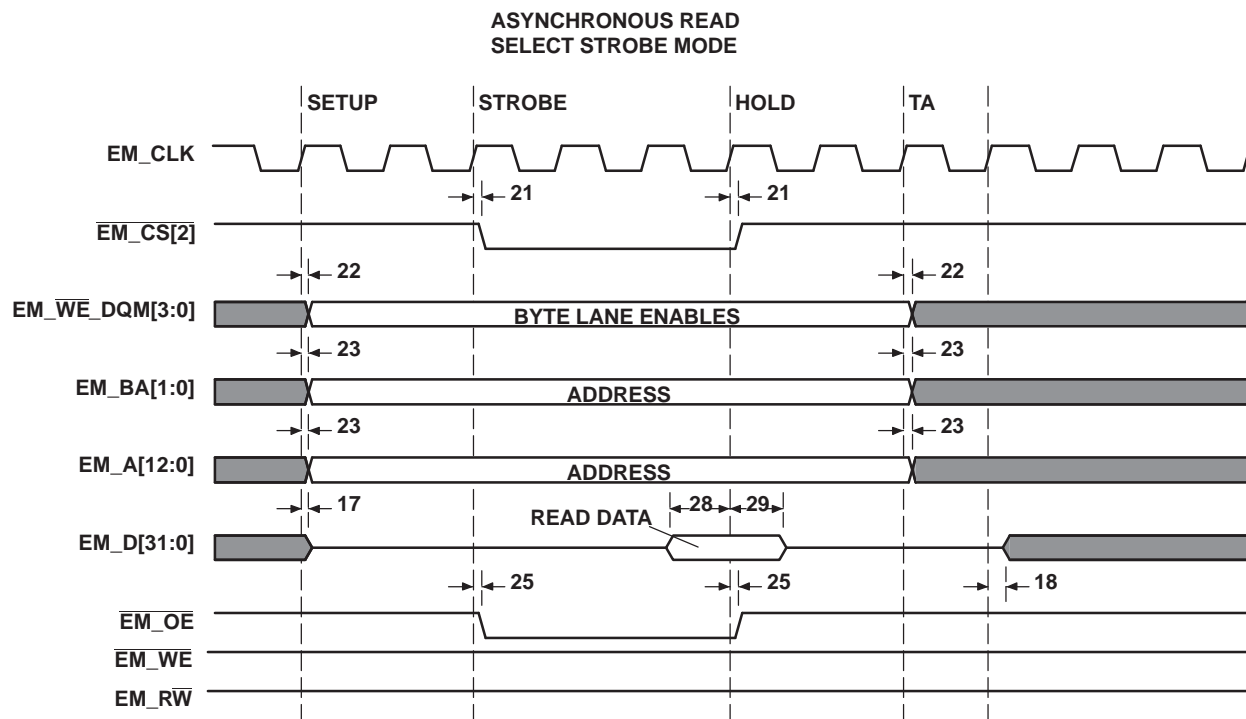 ASYNCHRONOUS READ
SELECT STROBE MODE
SETUP STROBE HOLD TA
EM_CLK
21 21
EM_CS[2]
22 22
EM_WE_DQM[3:0] BYTE LANE ENABLES
23 23
EM_BA[1:0] ADDRESS
23 23
EM_A[12:0] ADDRESS
17 28 29
READ DATA
EM_D[31:0]
25 25 18
EM_OE
EM_WE
EM_RW